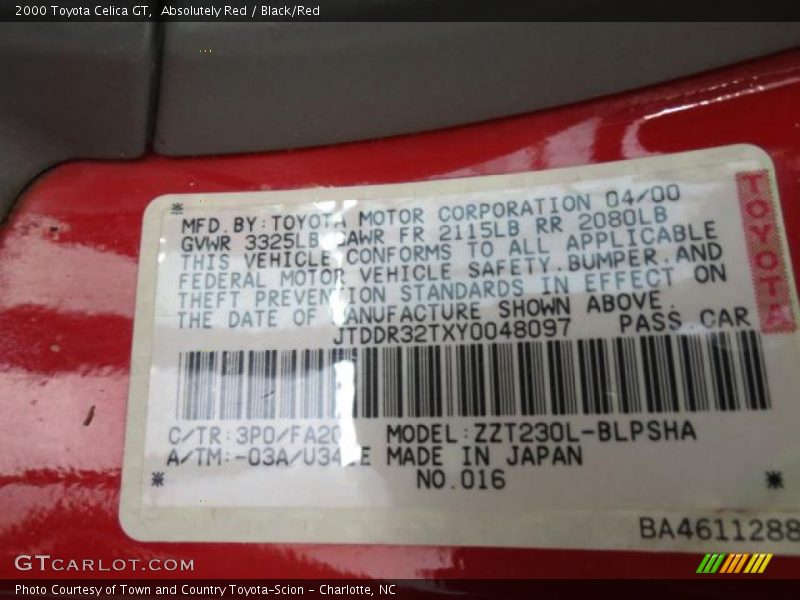 2000 Toyota Celica GT, Absolutely Red / Black/Red
MFD. BY: TOYOTA MOTOR CORPORATION 04/00
GVWR 3325LB GAWR FR 2115LB RR 2080LB
THIS VEHICLE CONFORMS TO ALL APPLICABLE
FEDERAL MOTOR VEHICLE SAFETY.BUMPER.AND
THEFT PREVENTION STANDARDS IN EFFECT ON
THE DATE OF MANUFACTURE SHOWN ABOVE.
JTDDR32TXY0048097 PASS CAR
C/TR:3P0/FA20 MODEL:ZZT230L-BLPSHA
A/TM:-03A/U341E MADE IN JAPAN
NO.016
BA4611288
TOYOTA
GTCARLOT.COM
Photo Courtesy of Town and Country Toyota-Scion - Charlotte, NC